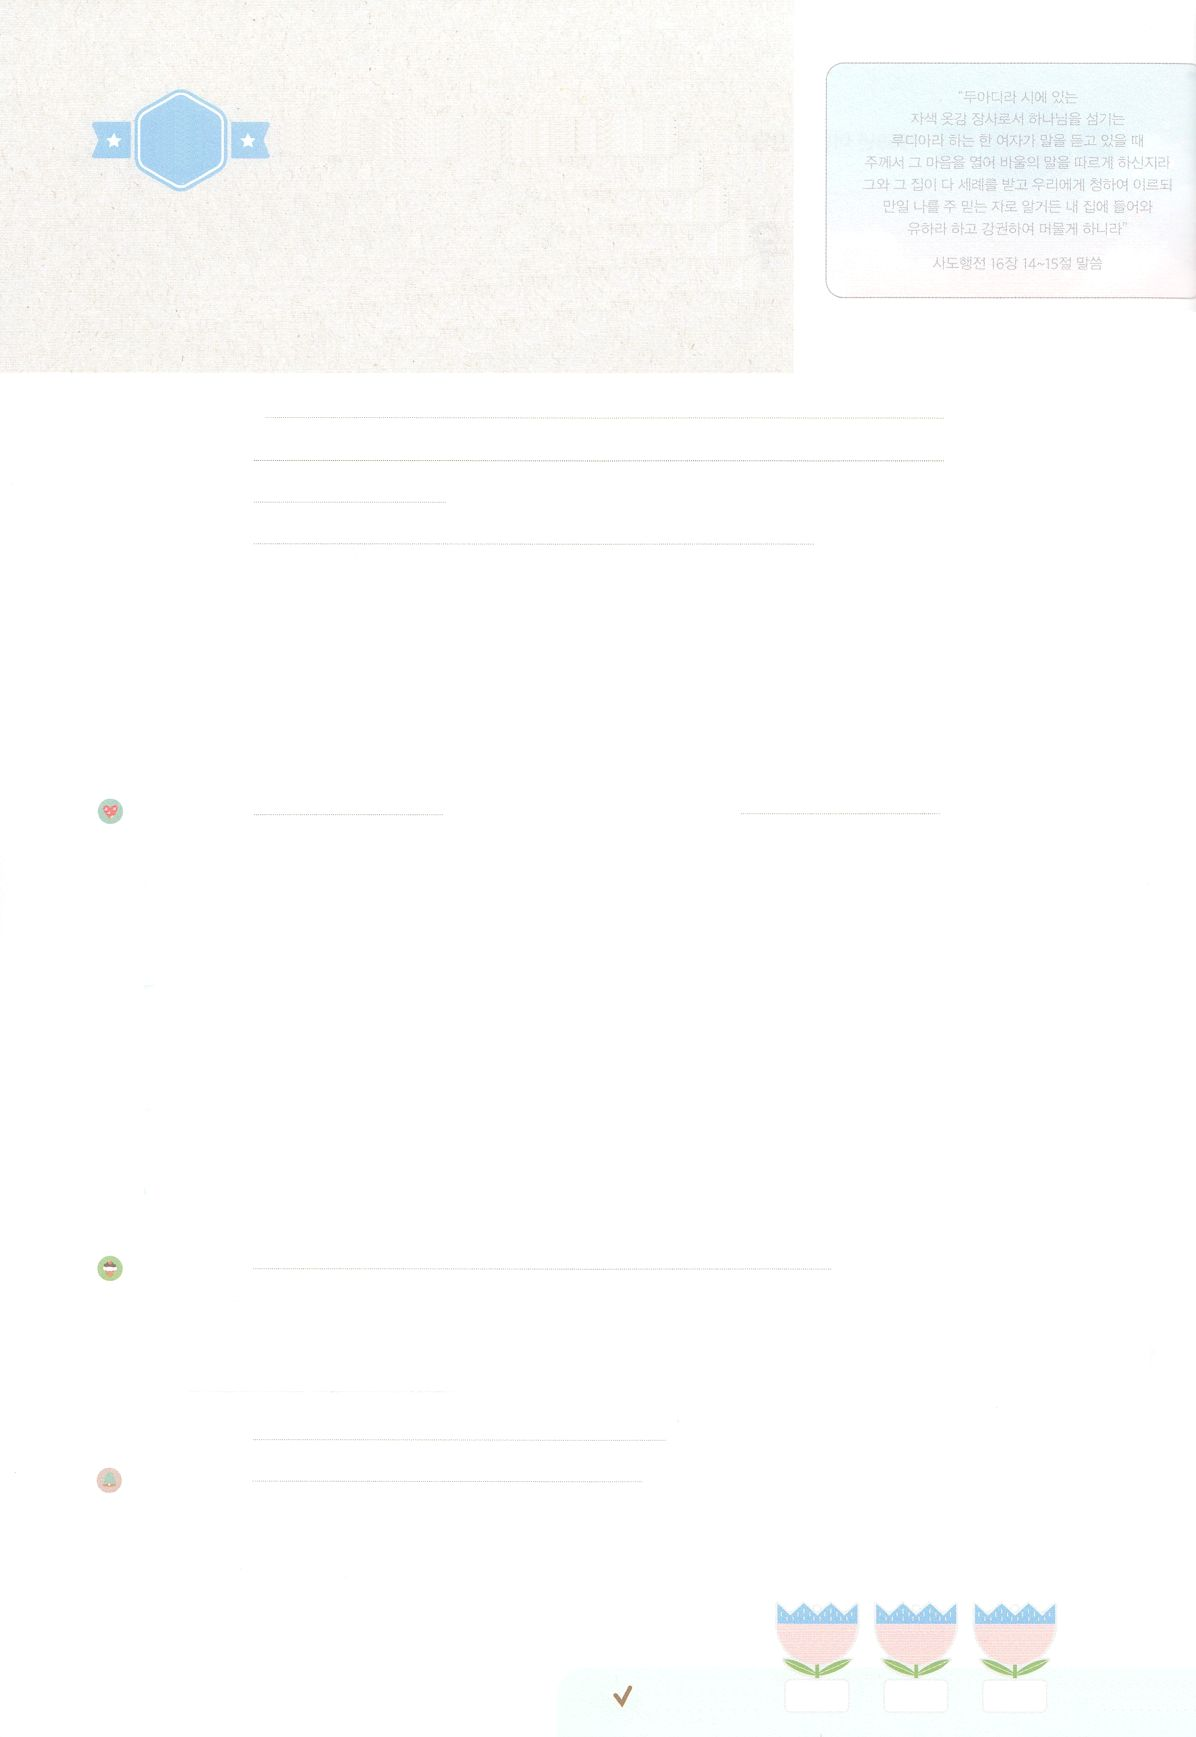 "두아디라 시에 있는
자색 옷감 장사로서 하나님을 섬기는
루디아라 하는 한 여자가 말을 듣고 있을 때
주께서 그 마음을 열어 바울의 말을 따르게 하신지라
그와 그 집이 다 세례를 받고 우리에게 청하여 이르되
만일 나를 주 믿는 자로 알거든 내 집에 들어와
유하라 하고 강권하여 머물게 하니라"
사도행전 16장 14~15절 말씀